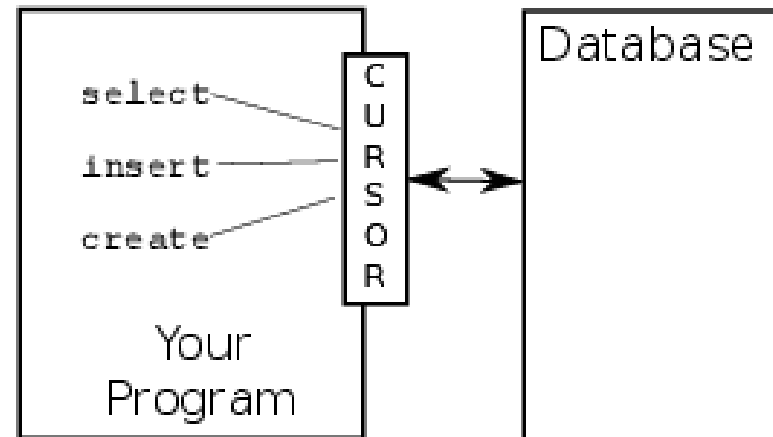 select
insert
create
Your
Program
C
U
R
S
O
R
Database